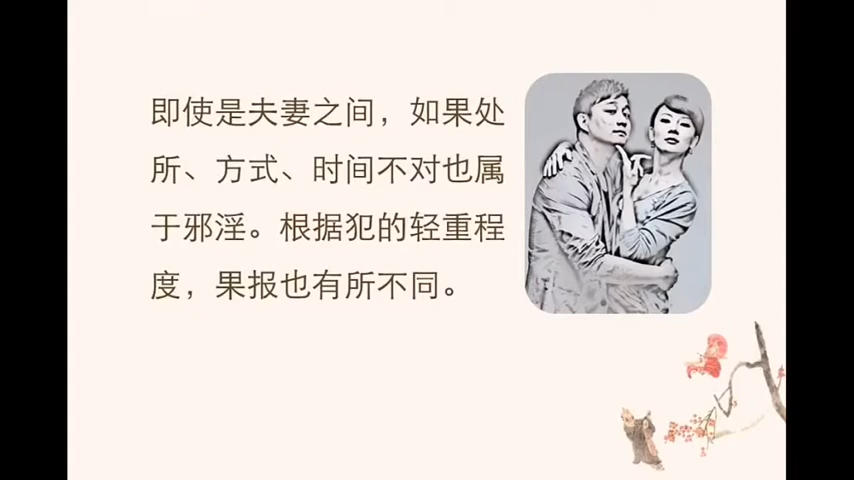 即使是夫妻之间，如果处
所、方式、时间不对也属
于邪淫。根据犯的轻重程
度，果报也有所不同。